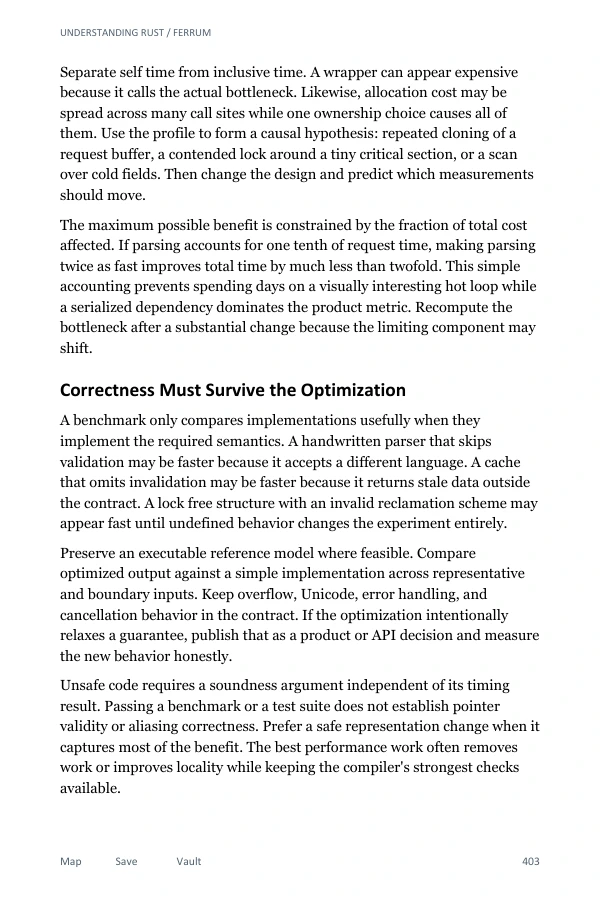 UNDERSTANDING RUST / FERRUM
Separate self time from inclusive time. A wrapper can appear expensive
because it calls the actual bottleneck. Likewise, allocation cost may be
spread across many call sites while one ownership choice causes all of
them. Use the profile to form a causal hypothesis: repeated cloning of a
request buffer, a contended lock around a tiny critical section, or a scan
over cold fields. Then change the design and predict which measurements
should move.
The maximum possible benefit is constrained by the fraction of total cost
affected. If parsing accounts for one tenth of request time, making parsing
twice as fast improves total time by much less than twofold. This simple
accounting prevents spending days on a visually interesting hot loop while
a serialized dependency dominates the product metric. Recompute the
bottleneck after a substantial change because the limiting component may
shift.
Correctness Must Survive the Optimization
A benchmark only compares implementations usefully when they
implement the required semantics. A handwritten parser that skips
validation may be faster because it accepts a different language. A cache
that omits invalidation may be faster because it returns stale data outside
the contract. A lock free structure with an invalid reclamation scheme may
appear fast until undefined behavior changes the experiment entirely.
Preserve an executable reference model where feasible. Compare
optimized output against a simple implementation across representative
and boundary inputs. Keep overflow, Unicode, error handling, and
cancellation behavior in the contract. If the optimization intentionally
relaxes a guarantee, publish that as a product or API decision and measure
the new behavior honestly.
Unsafe code requires a soundness argument independent of its timing
result. Passing a benchmark or a test suite does not establish pointer
validity or aliasing correctness. Prefer a safe representation change when it
captures most of the benefit. The best performance work often removes
work or improves locality while keeping the compiler's strongest checks
available.
Map Save Vault 403